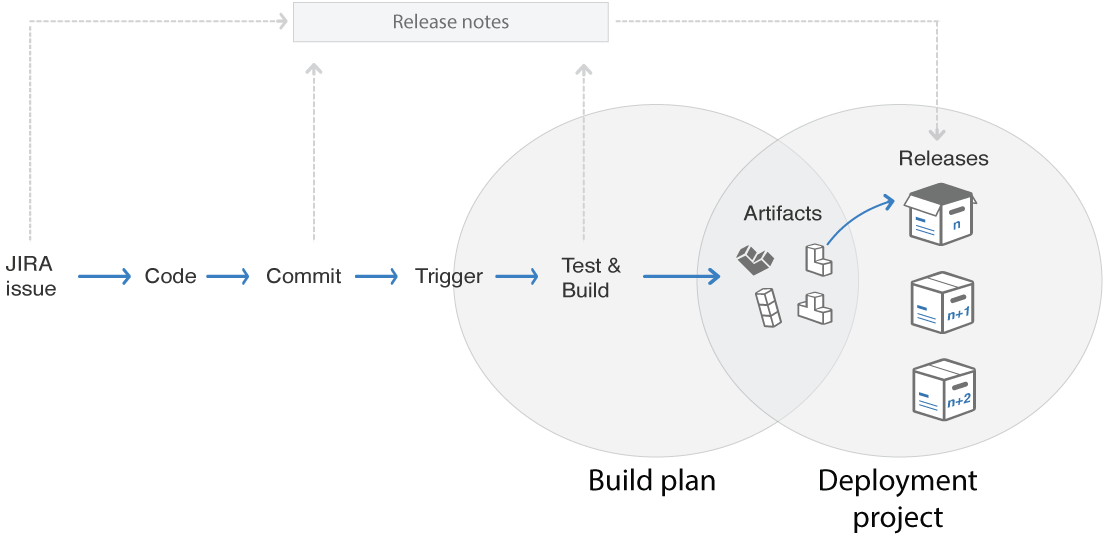 Release notes
Releases
n
Artifacts
JIRA
issue
Code
Commit
Trigger
Test &
Build
n+1
n+2
Build plan
Deployment
project